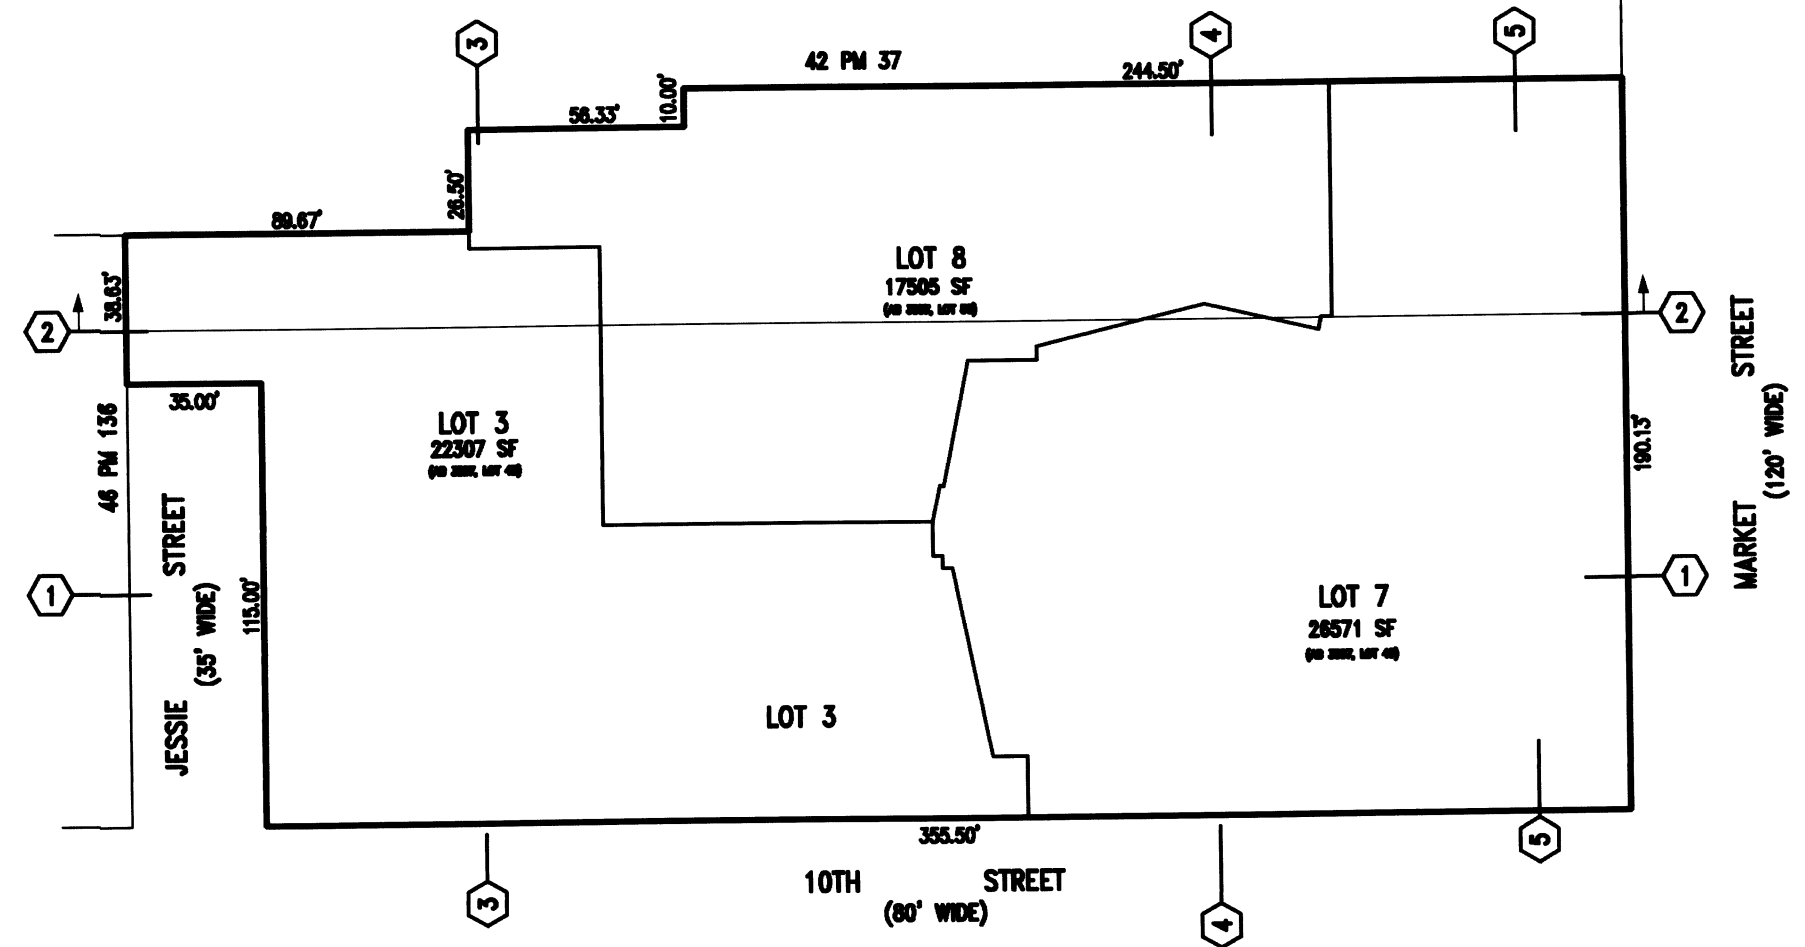 3
4
5
42 PM 37
244.50'
10.00'
56.33'
26.50'
89.67'
38.63'
LOT 8
17505 SF
2
2
35.00'
46 PM 136
LOT 3
22307 SF
JESSIE STREET
(35' WIDE)
115.00'
1
MARKET STREET
(120' WIDE)
190.13'
1
LOT 7
26571 SF
LOT 3
355.50'
10TH STREET
(80' WIDE)
3
4
5